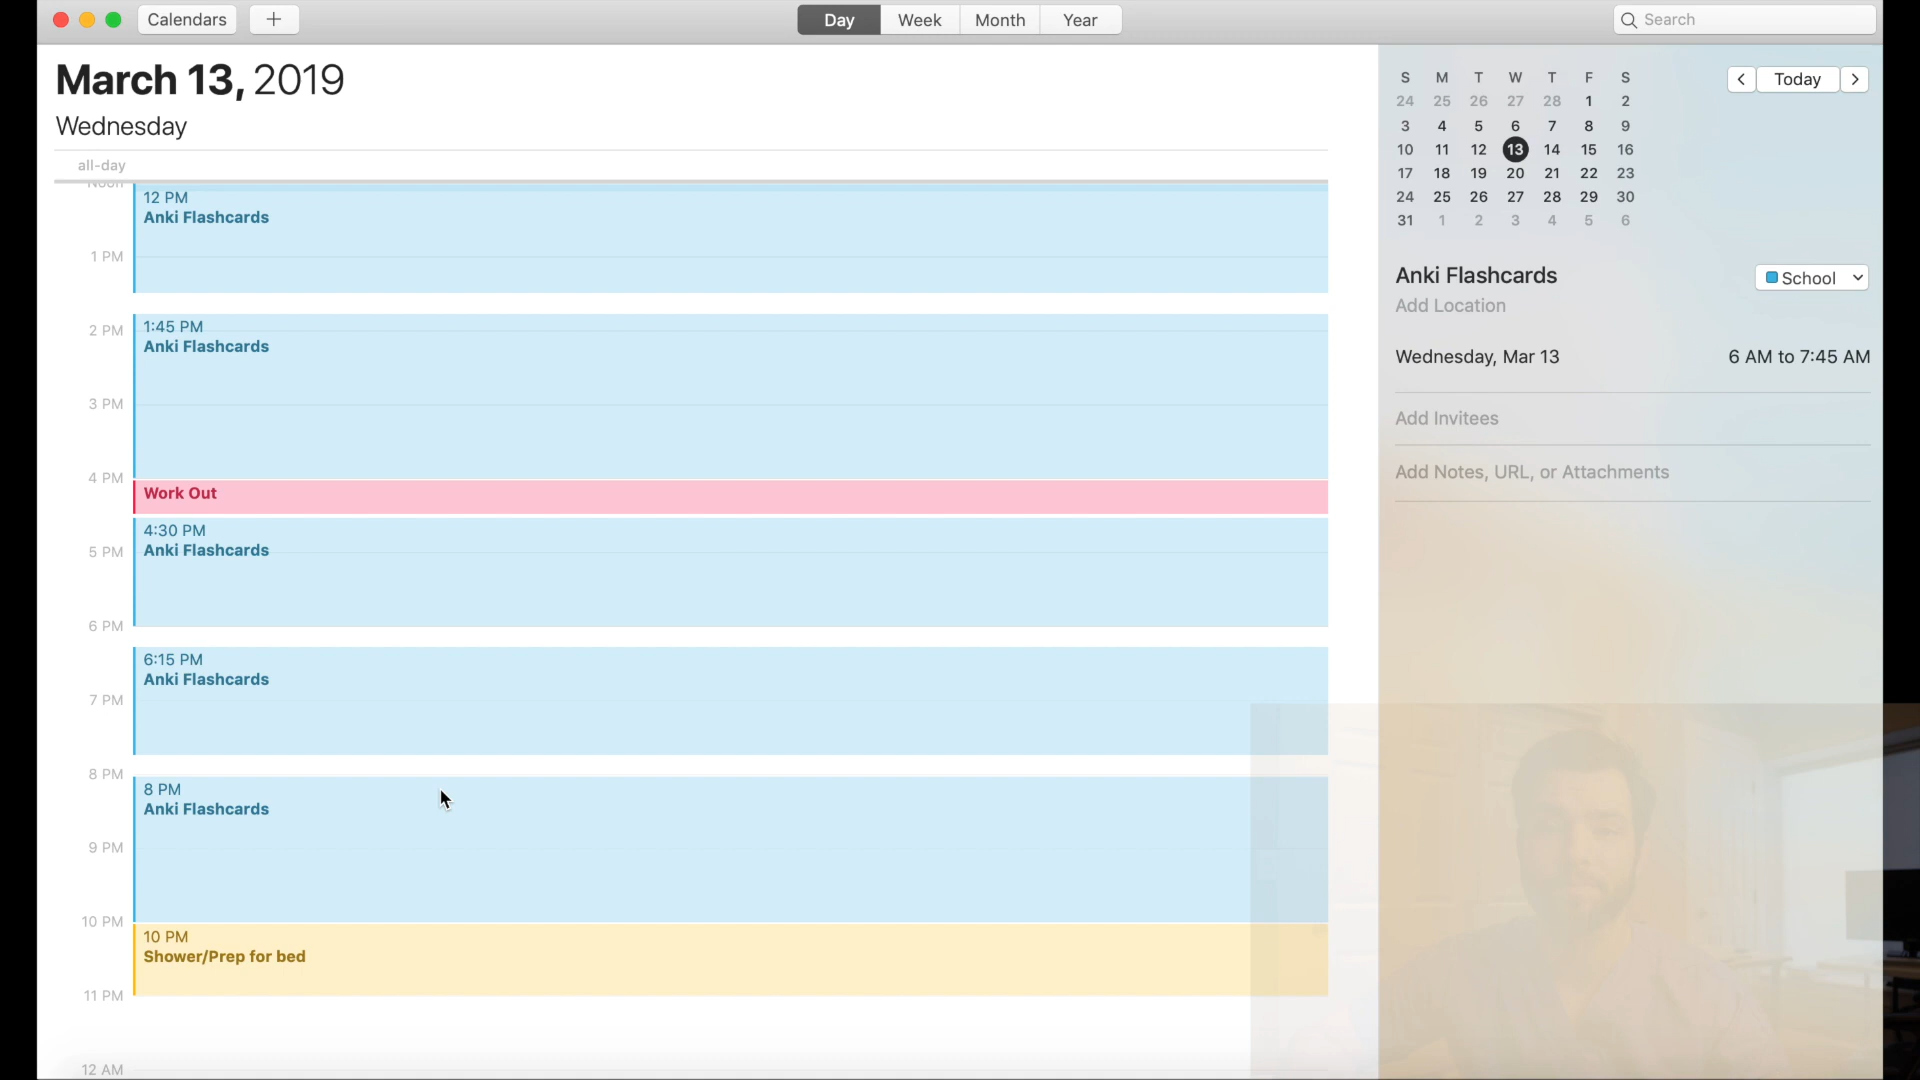 Calendars
+
Day
Week
Month
Year
Search
March 13, 2019
Wednesday
all-day
Noon
12 PM
Anki Flashcards
1 PM
2 PM
1:45 PM
Anki Flashcards
3 PM
4 PM
Work Out
4:30 PM
5 PM
Anki Flashcards
6 PM
6:15 PM
Anki Flashcards
7 PM
8 PM
8 PM
Anki Flashcards
9 PM
10 PM
10 PM
Shower/Prep for bed
11 PM
12 AM
S M T W T F S
24 25 26 27 28 1 2
3 4 5 6 7 8 9
10 11 12 13 14 15 16
17 18 19 20 21 22 23
24 25 26 27 28 29 30
31 1 2 3 4 5 6
< Today >
Anki Flashcards
School
Add Location
Wednesday, Mar 13 6 AM to 7:45 AM
Add Invitees
Add Notes, URL, or Attachments